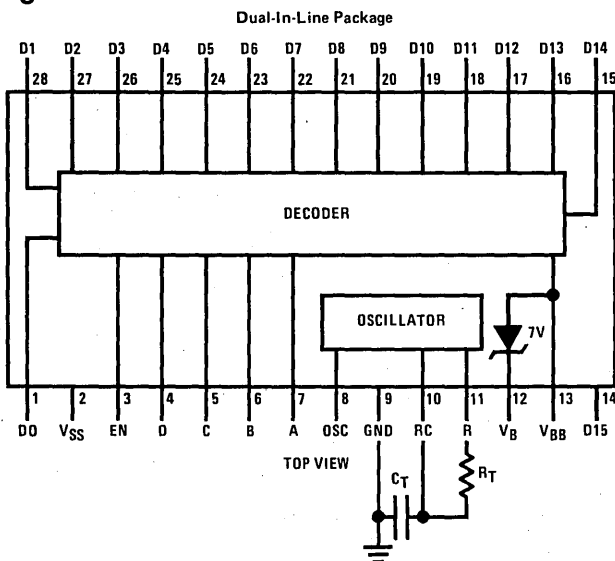 Dual-In-Line Package
D1 D2 D3 D4 D5 D6 D7 D8 D9 D10 D11 D12 D13 D14
28 27 26 25 24 23 22 21 20 19 18 17 16 15
DECODER
OSCILLATOR
7V
1 2 3 4 5 6 7 8 9 10 11 12 13 14
D0 VSS EN D C B A OSC GND RC R VB VBB D15
TOP VIEW
CT
RT